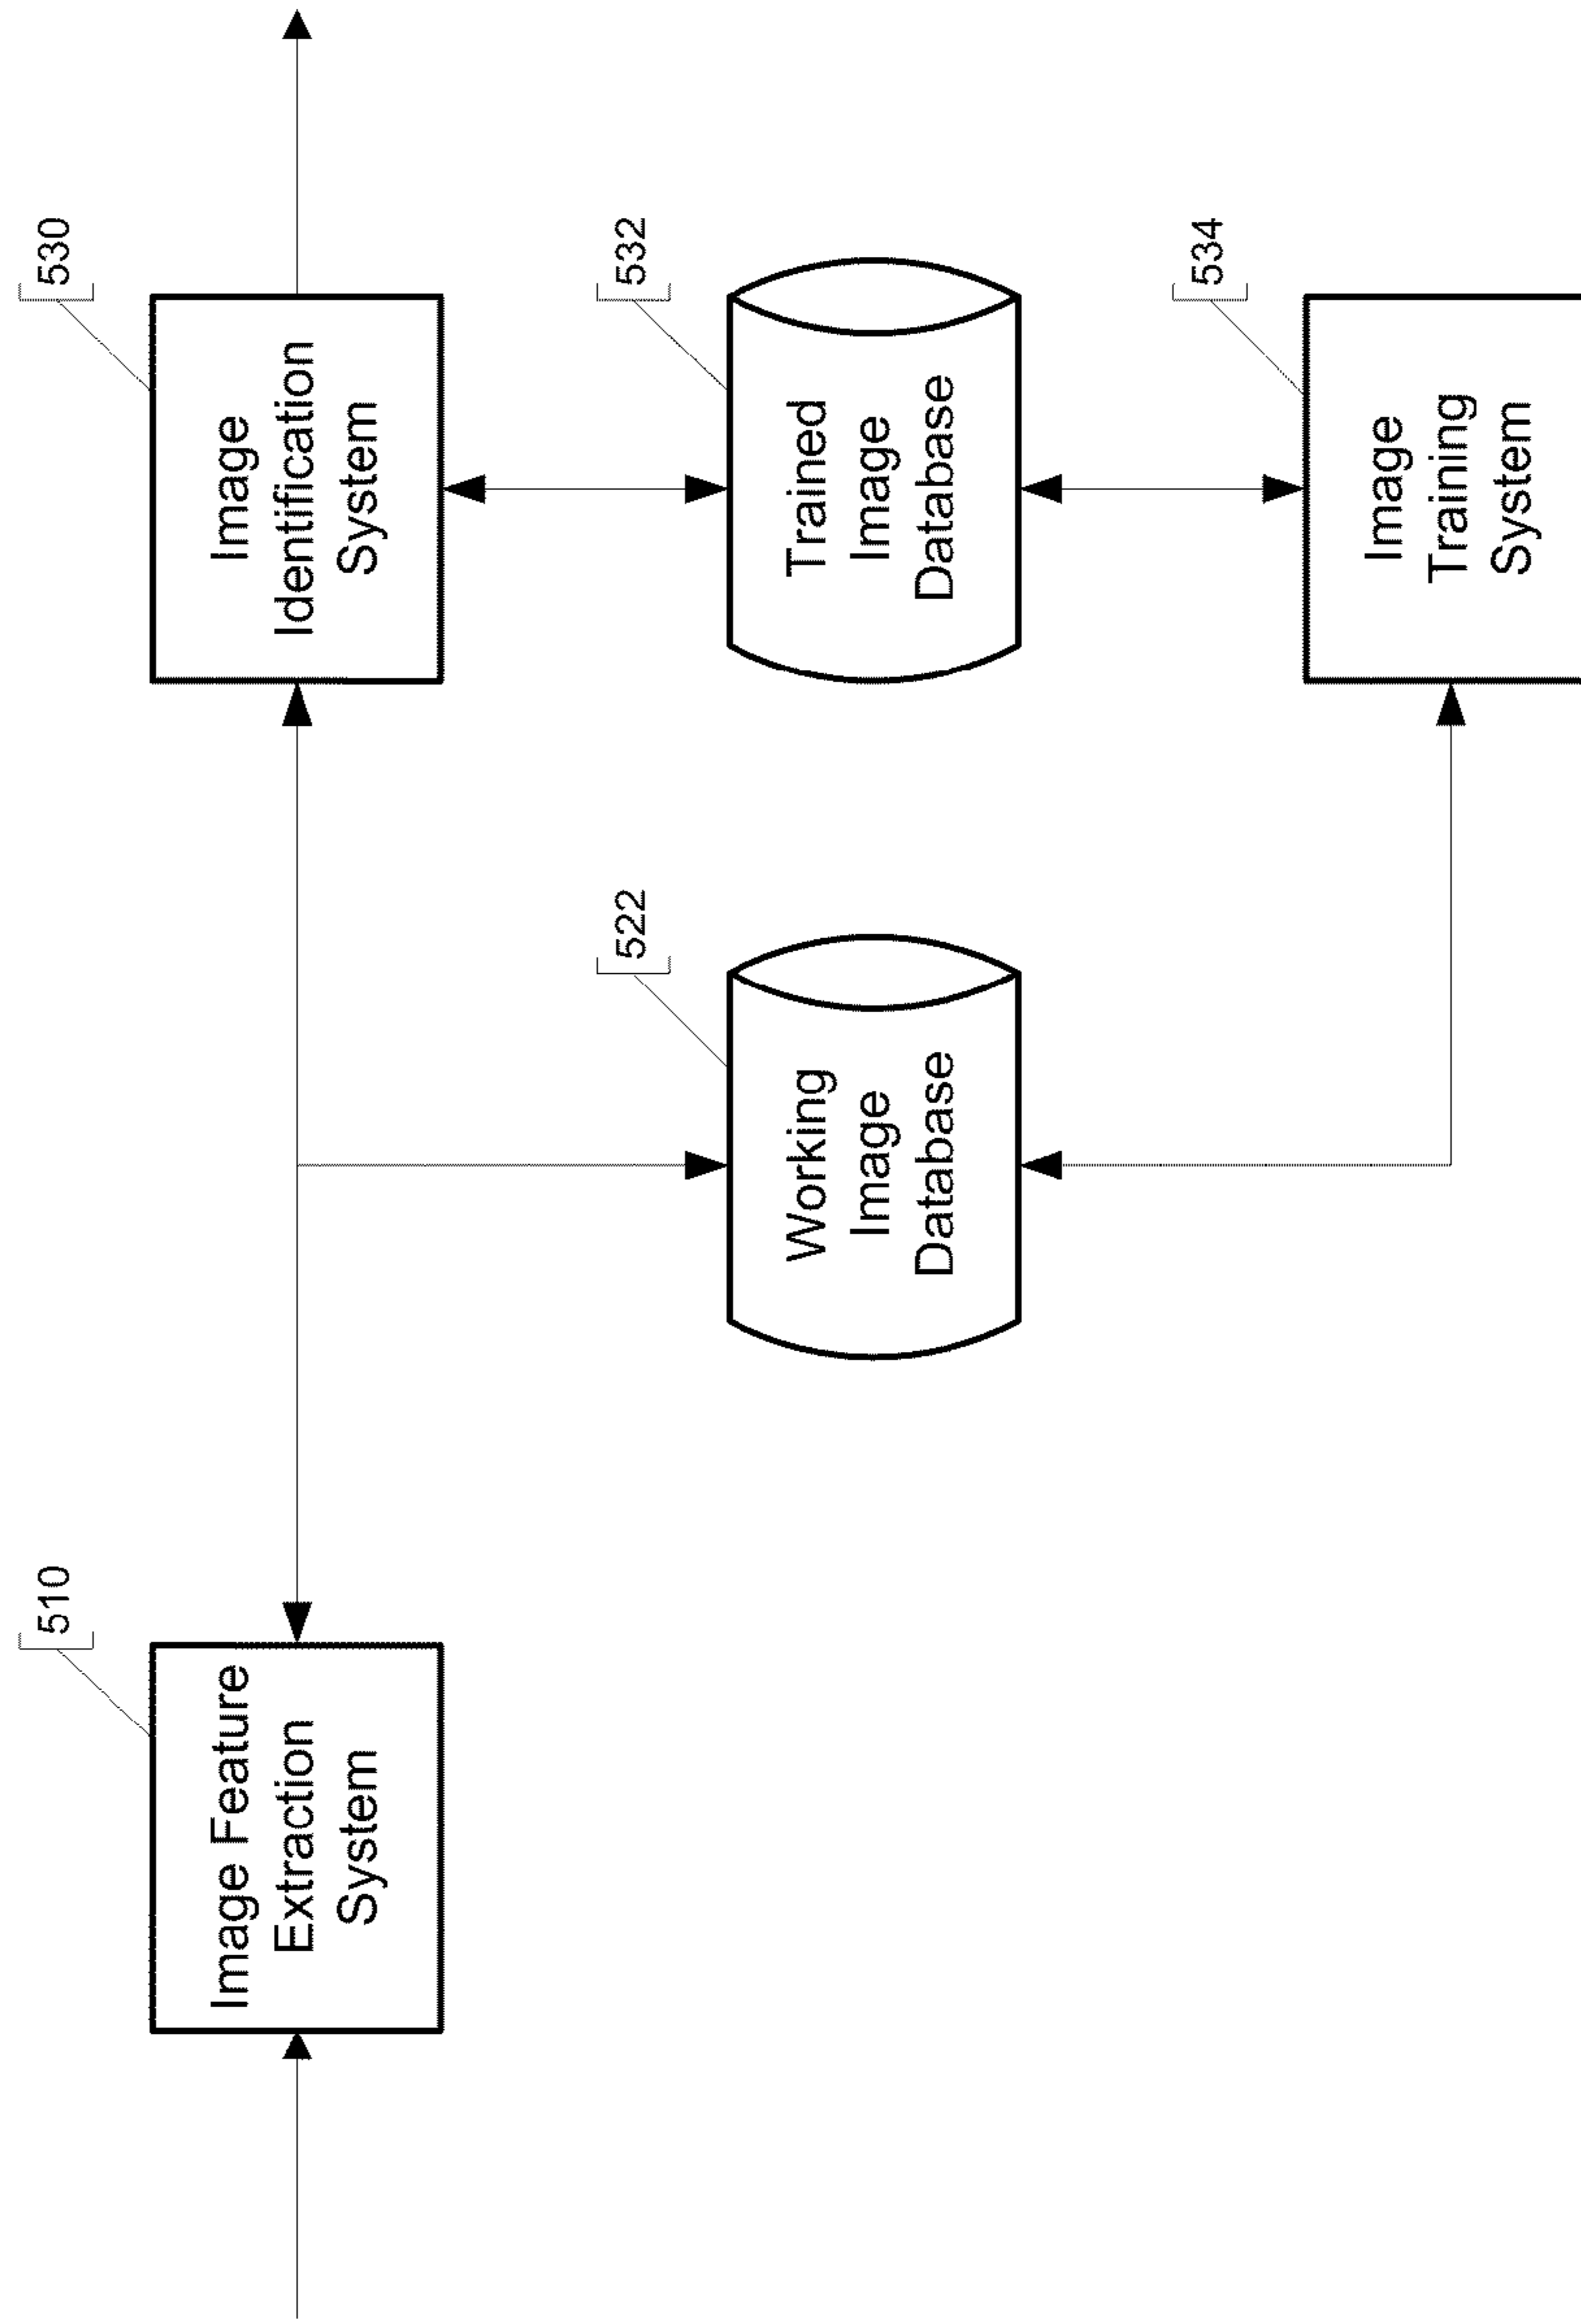 510
Image Feature
Extraction
System
530
Image
Identification
System
522
Working
Image
Database
532
Trained
Image
Database
534
Image
Training
System